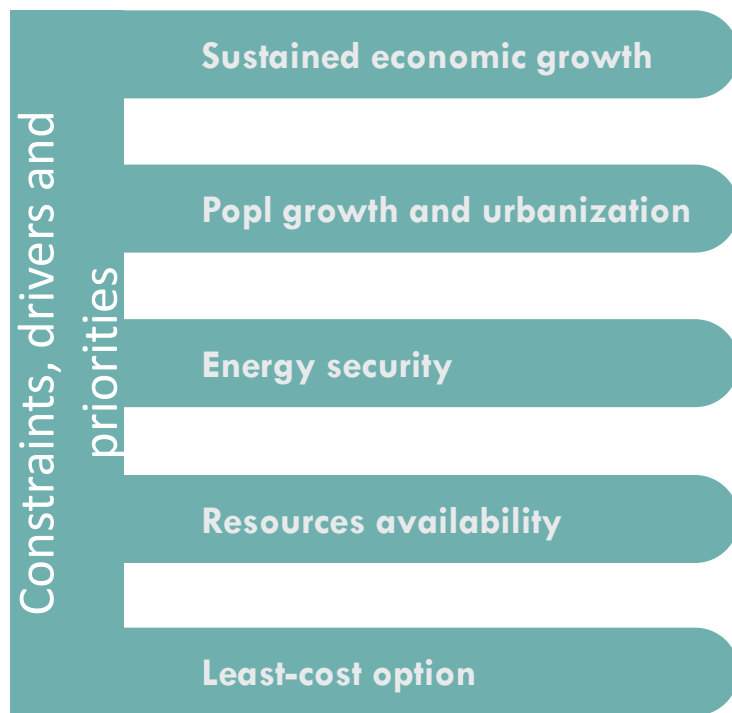 Constraints, drivers and
priorities
Sustained economic growth
Popl growth and urbanization
Energy security
Resources availability
Least-cost option